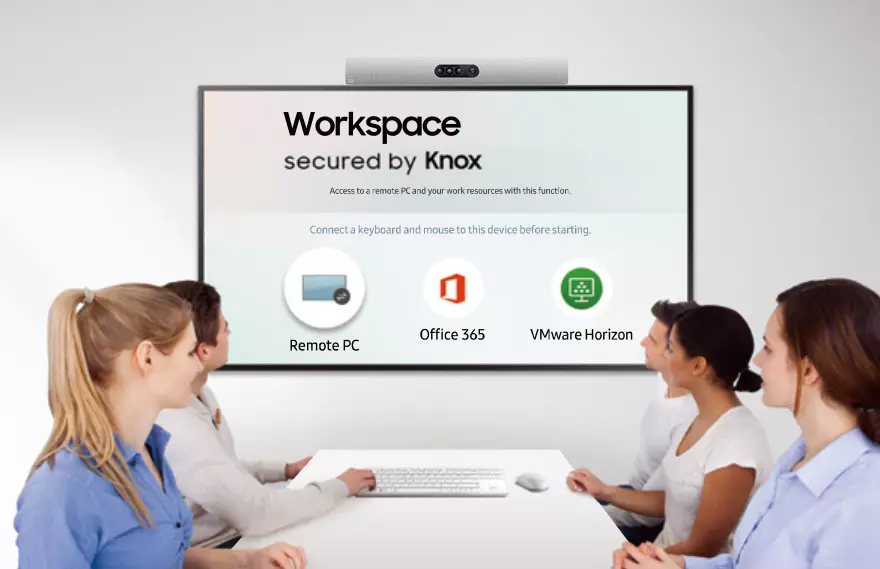 Workspace
secured by Knox
Access to a remote PC and your work resources with this function.
Connect a keyboard and mouse to this device before starting.
Remote PC
Office 365
VMware Horizon